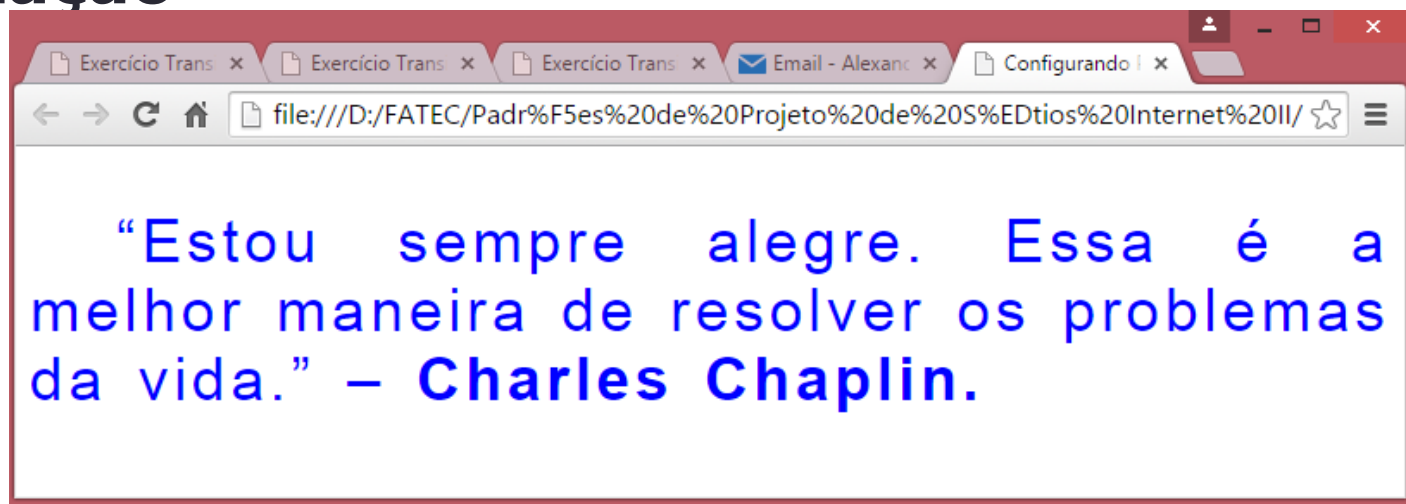 Exercício Trans Exercício Trans Exercício Trans Email - Alexanc Configurando
file:///D:/FATEC/Padr%F5es%20de%20Projeto%20de%20S%EDtios%20Internet%20II/
“Estou sempre alegre. Essa é a
melhor maneira de resolver os problemas
da vida.” – Charles Chaplin.